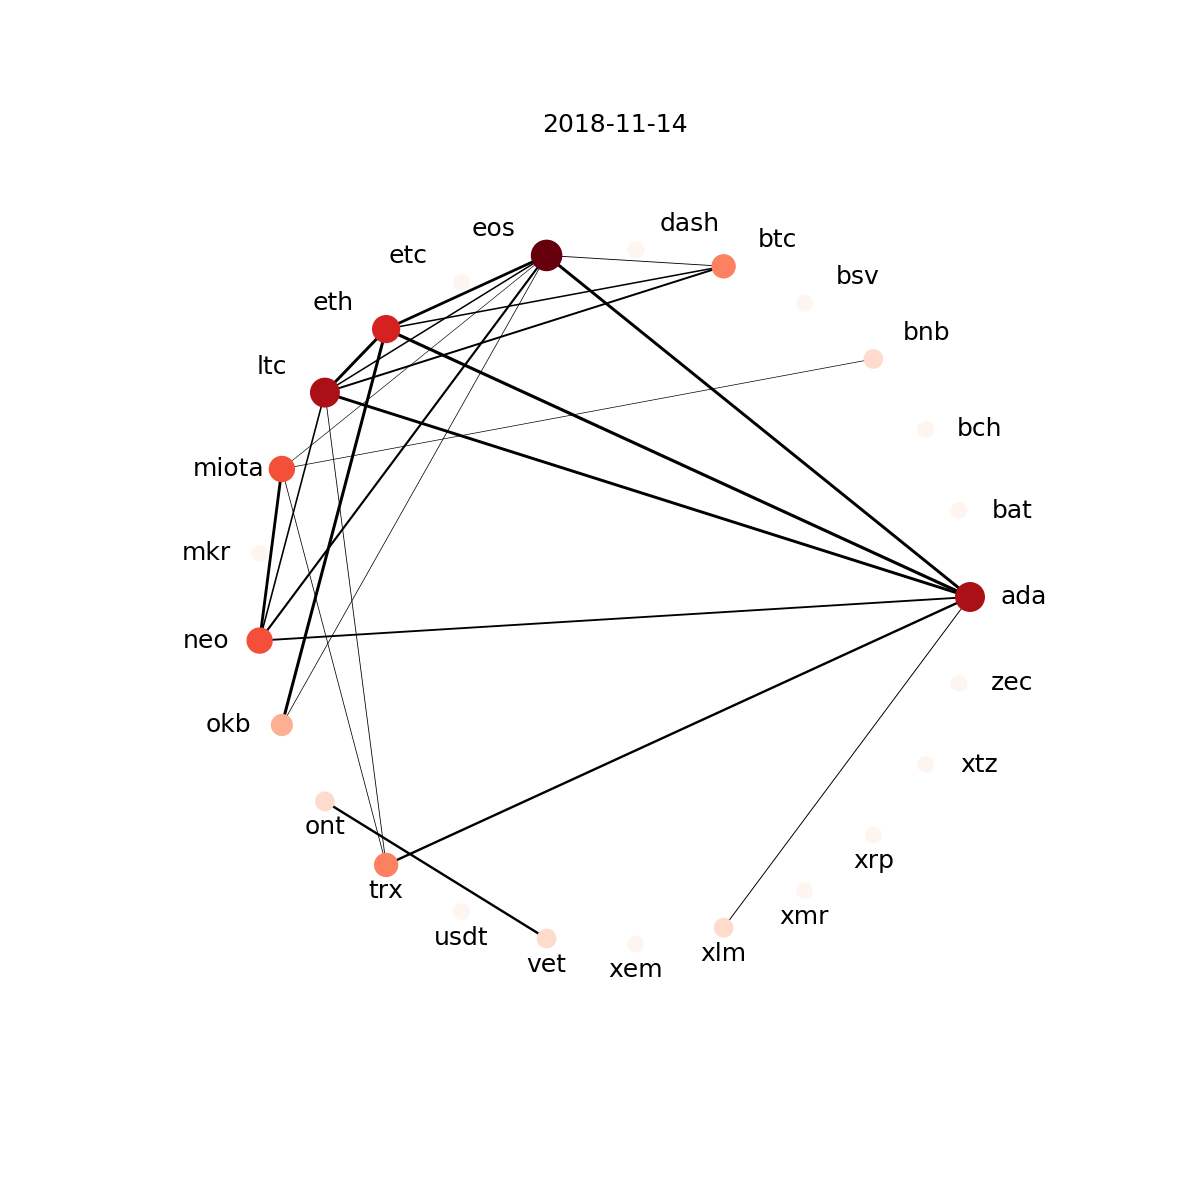 2018-11-14
dash
eos
btc
etc
bsv
eth
bnb
ltc
bch
miota
bat
mkr
ada
neo
zec
okb
xtz
ont
xrp
trx
xmr
usdt
xlm
vet
xem